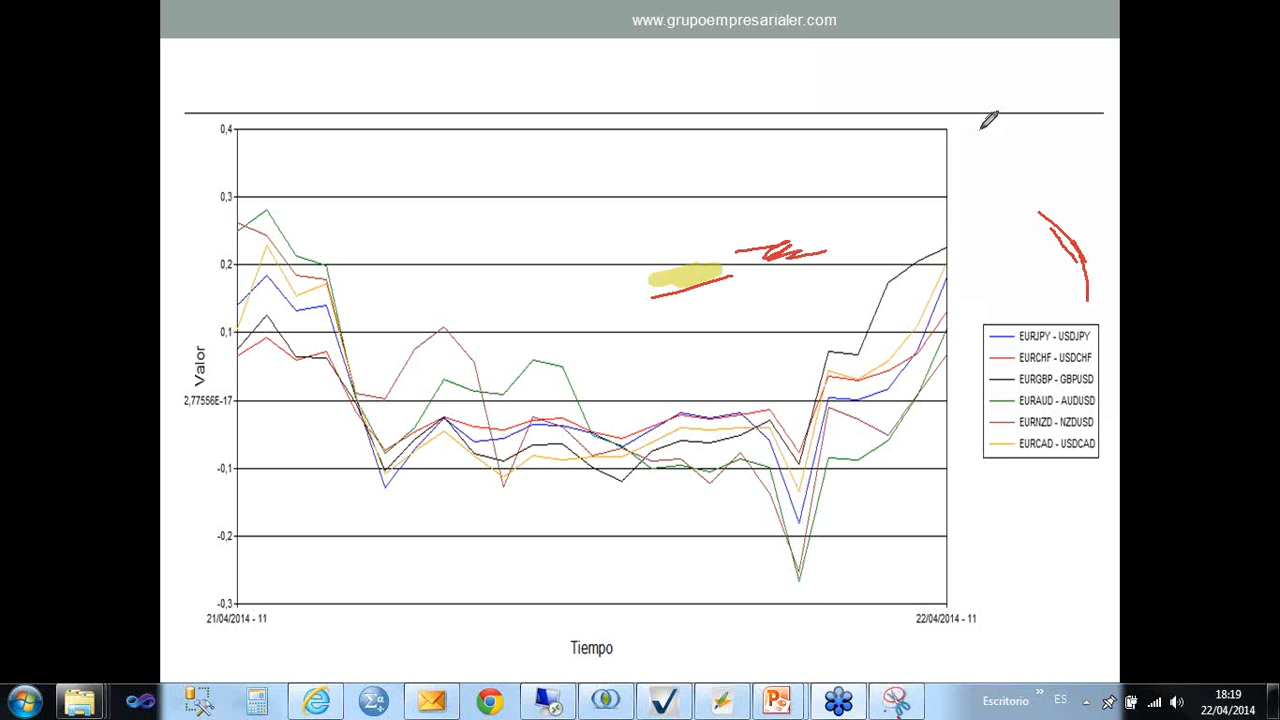 www.grupoempresarialer.com
0,4
0,3
0,2
0,1
Valor
2,77556E-17
-0,1
-0,2
-0,3
21/04/2014 - 11
22/04/2014 - 11
Tiempo
EURJPY - USDJPY
EURCHF - USDCHF
EURGBP - GBPUSD
EURAUD - AUDUSD
EURNZD - NZDUSD
EURCAD - USDCAD
Escritorio
ES
18:19
22/04/2014